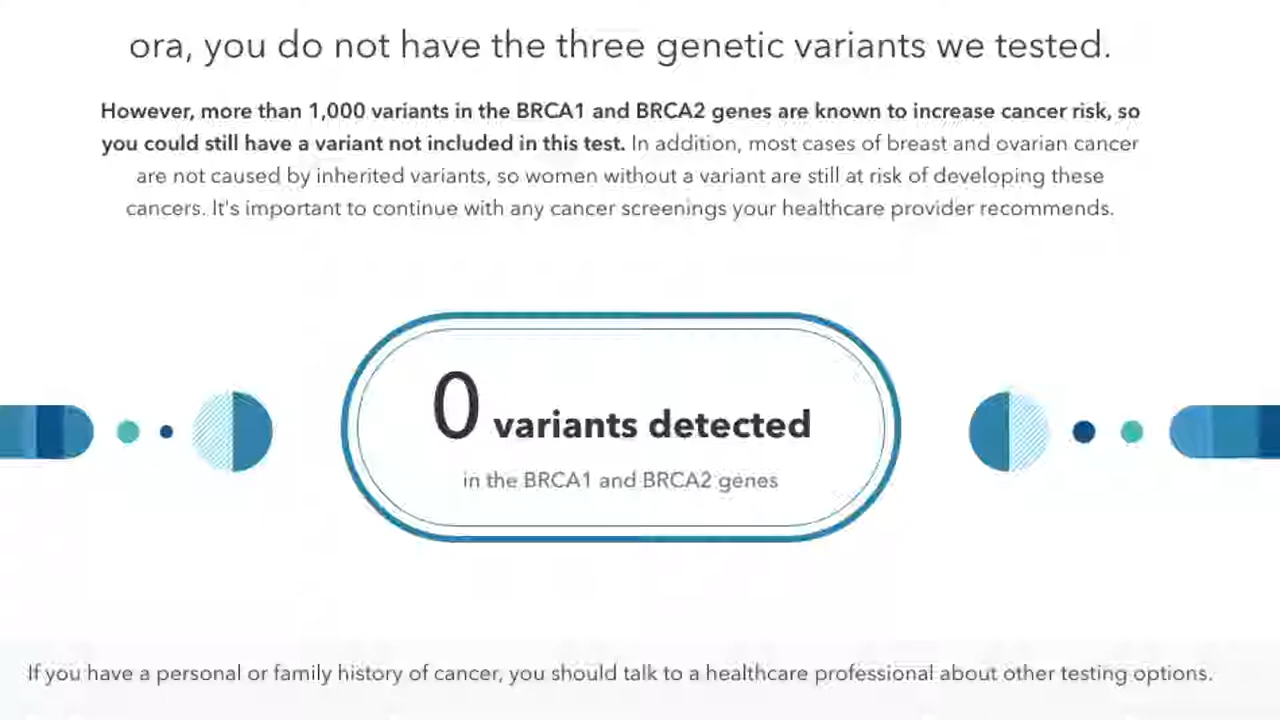 ora, you do not have the three genetic variants we tested.
However, more than 1,000 variants in the BRCA1 and BRCA2 genes are known to increase cancer risk, so
you could still have a variant not included in this test. In addition, most cases of breast and ovarian cancer
are not caused by inherited variants, so women without a variant are still at risk of developing these
cancers. It's important to continue with any cancer screenings your healthcare provider recommends.
0 variants detected
in the BRCA1 and BRCA2 genes
If you have a personal or family history of cancer, you should talk to a healthcare professional about other testing options.